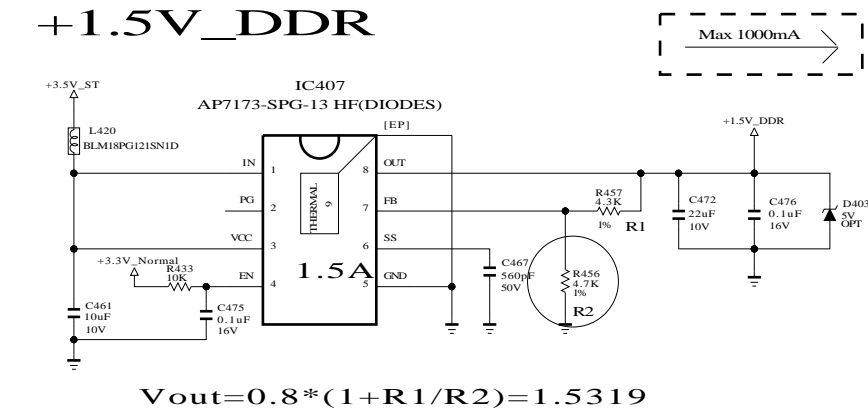 +1.5V_DDR
Max 1000mA
+3.5V_ST
IC407
AP7173-SPG-13 HF(DIODES)
[EP]
+1.5V_DDR
L420
BLM18PG121SN1D
IN
1
8
OUT
R457
4.3K
1%
R1
C472
22uF
10V
C476
0.1uF
16V
D403
5V
OPT
PG
2
THERMAL
9
7
FB
VCC
3
6
SS
+3.3V_Normal
R433
10K
EN
4
1.5A
5
GND
C467
560pF
50V
R456
4.7K
1%
R2
C461
10uF
10V
C475
0.1uF
16V
Vout=0.8*(1+R1/R2)=1.5319